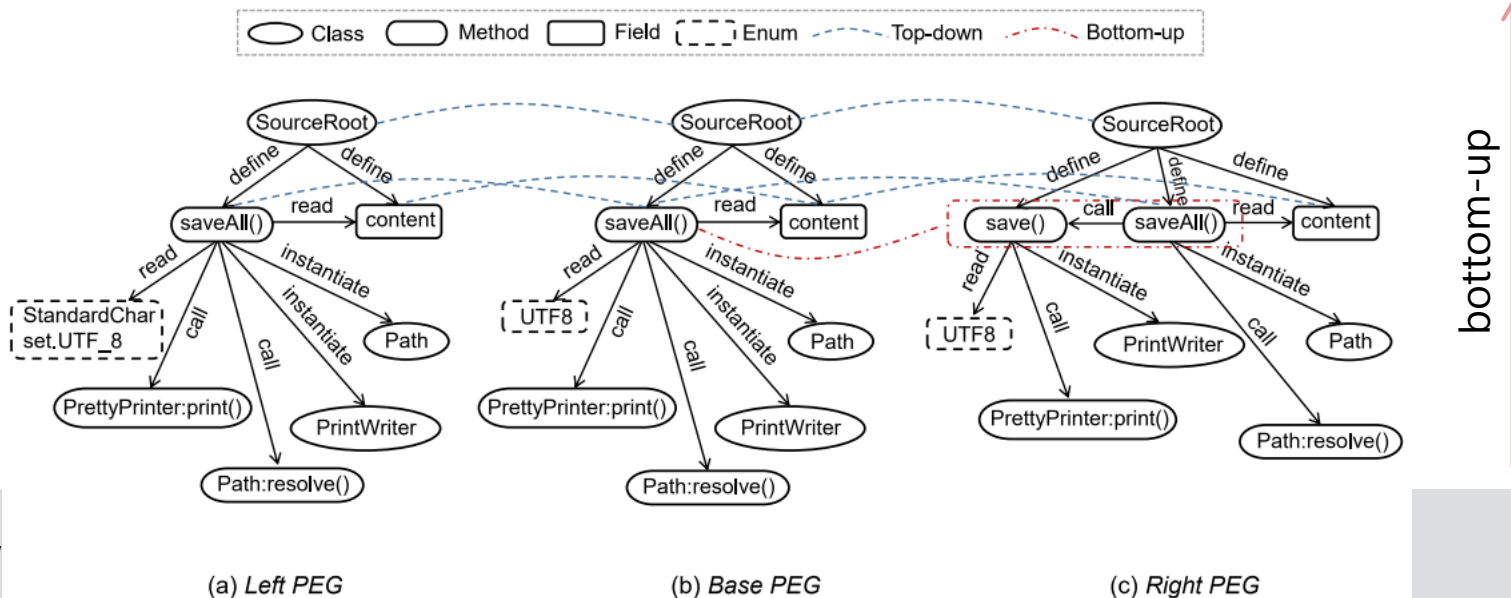 Class Method Field Enum Top-down Bottom-up
SourceRoot
define
define
saveAll()
read
content
read
call
call
instantiate
instantiate
StandardChar
set.UTF_8
Path
PrettyPrinter:print()
PrintWriter
Path:resolve()
(a) Left PEG
SourceRoot
define
define
saveAll()
read
content
read
call
call
instantiate
instantiate
UTF8
Path
PrettyPrinter:print()
PrintWriter
Path:resolve()
(b) Base PEG
SourceRoot
define
define
define
save()
call
saveAll()
read
content
read
call
instantiate
call
instantiate
UTF8
PrintWriter
Path
PrettyPrinter:print()
Path:resolve()
(c) Right PEG
bottom-up